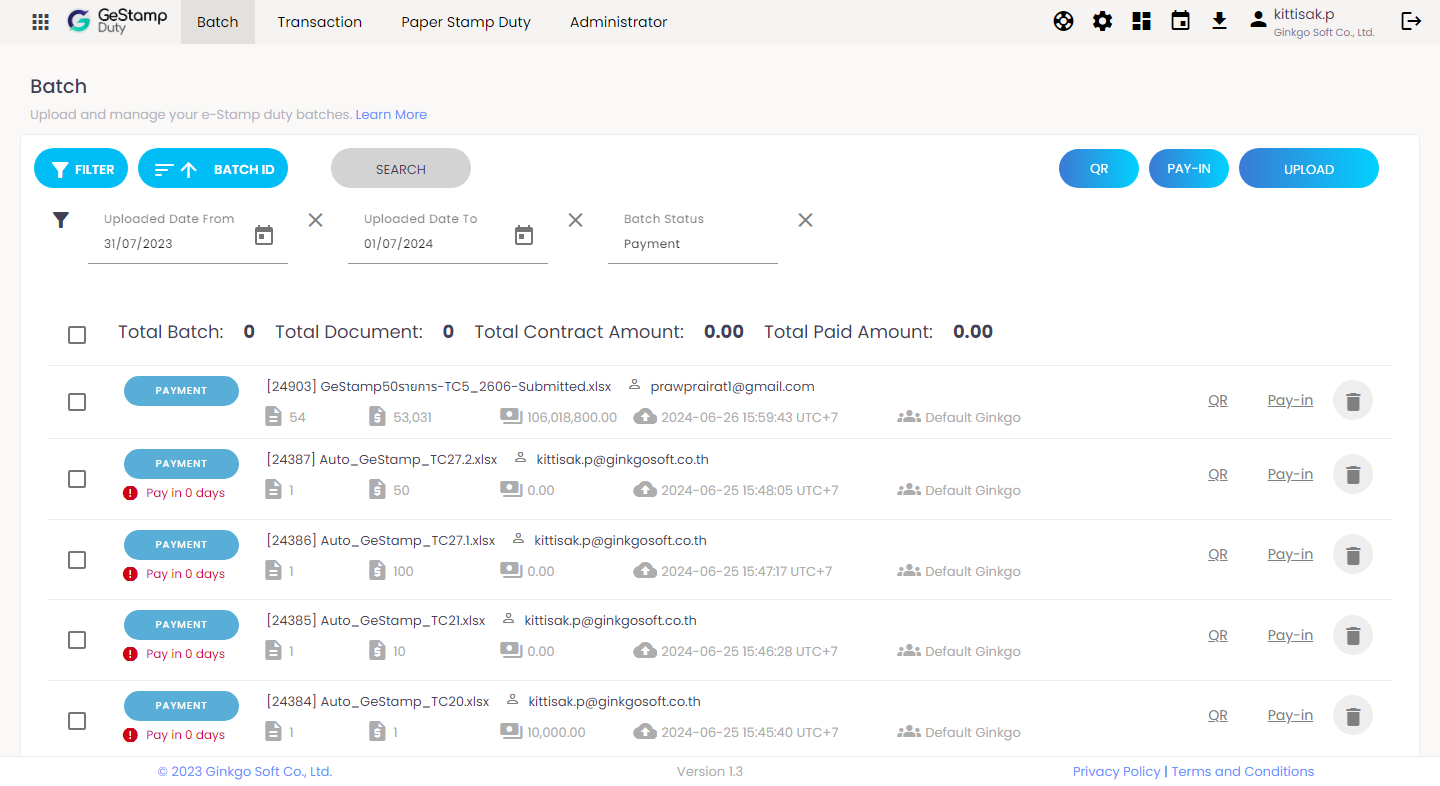 GeStamp
Duty
Batch
Transaction
Paper Stamp Duty
Administrator
kittisak.p
Ginkgo Soft Co., Ltd.
Batch
Upload and manage your e-Stamp duty batches. Learn More
FILTER
BATCH ID
SEARCH
QR
PAY-IN
UPLOAD
Uploaded Date From
31/07/2023
Uploaded Date To
01/07/2024
Batch Status
Payment
Total Batch: 0 Total Document: 0 Total Contract Amount: 0.00 Total Paid Amount: 0.00
PAYMENT
[24903] GeStamp50รายการ-TC5_2606-Submitted.xlsx prawprairat1@gmail.com
54 53,031 106,018,800.00 2024-06-26 15:59:43 UTC+7 Default Ginkgo
QR Pay-in
PAYMENT
Pay in 0 days
[24387] Auto_GeStamp_TC27.2.xlsx kittisak.p@ginkgosoft.co.th
1 50 0.00 2024-06-25 15:48:05 UTC+7 Default Ginkgo
QR Pay-in
PAYMENT
Pay in 0 days
[24386] Auto_GeStamp_TC27.1.xlsx kittisak.p@ginkgosoft.co.th
1 100 0.00 2024-06-25 15:47:17 UTC+7 Default Ginkgo
QR Pay-in
PAYMENT
Pay in 0 days
[24385] Auto_GeStamp_TC21.xlsx kittisak.p@ginkgosoft.co.th
1 10 0.00 2024-06-25 15:46:28 UTC+7 Default Ginkgo
QR Pay-in
PAYMENT
Pay in 0 days
[24384] Auto_GeStamp_TC20.xlsx kittisak.p@ginkgosoft.co.th
1 1 10,000.00 2024-06-25 15:45:40 UTC+7 Default Ginkgo
QR Pay-in
© 2023 Ginkgo Soft Co., Ltd.
Version 1.3
Privacy Policy | Terms and Conditions